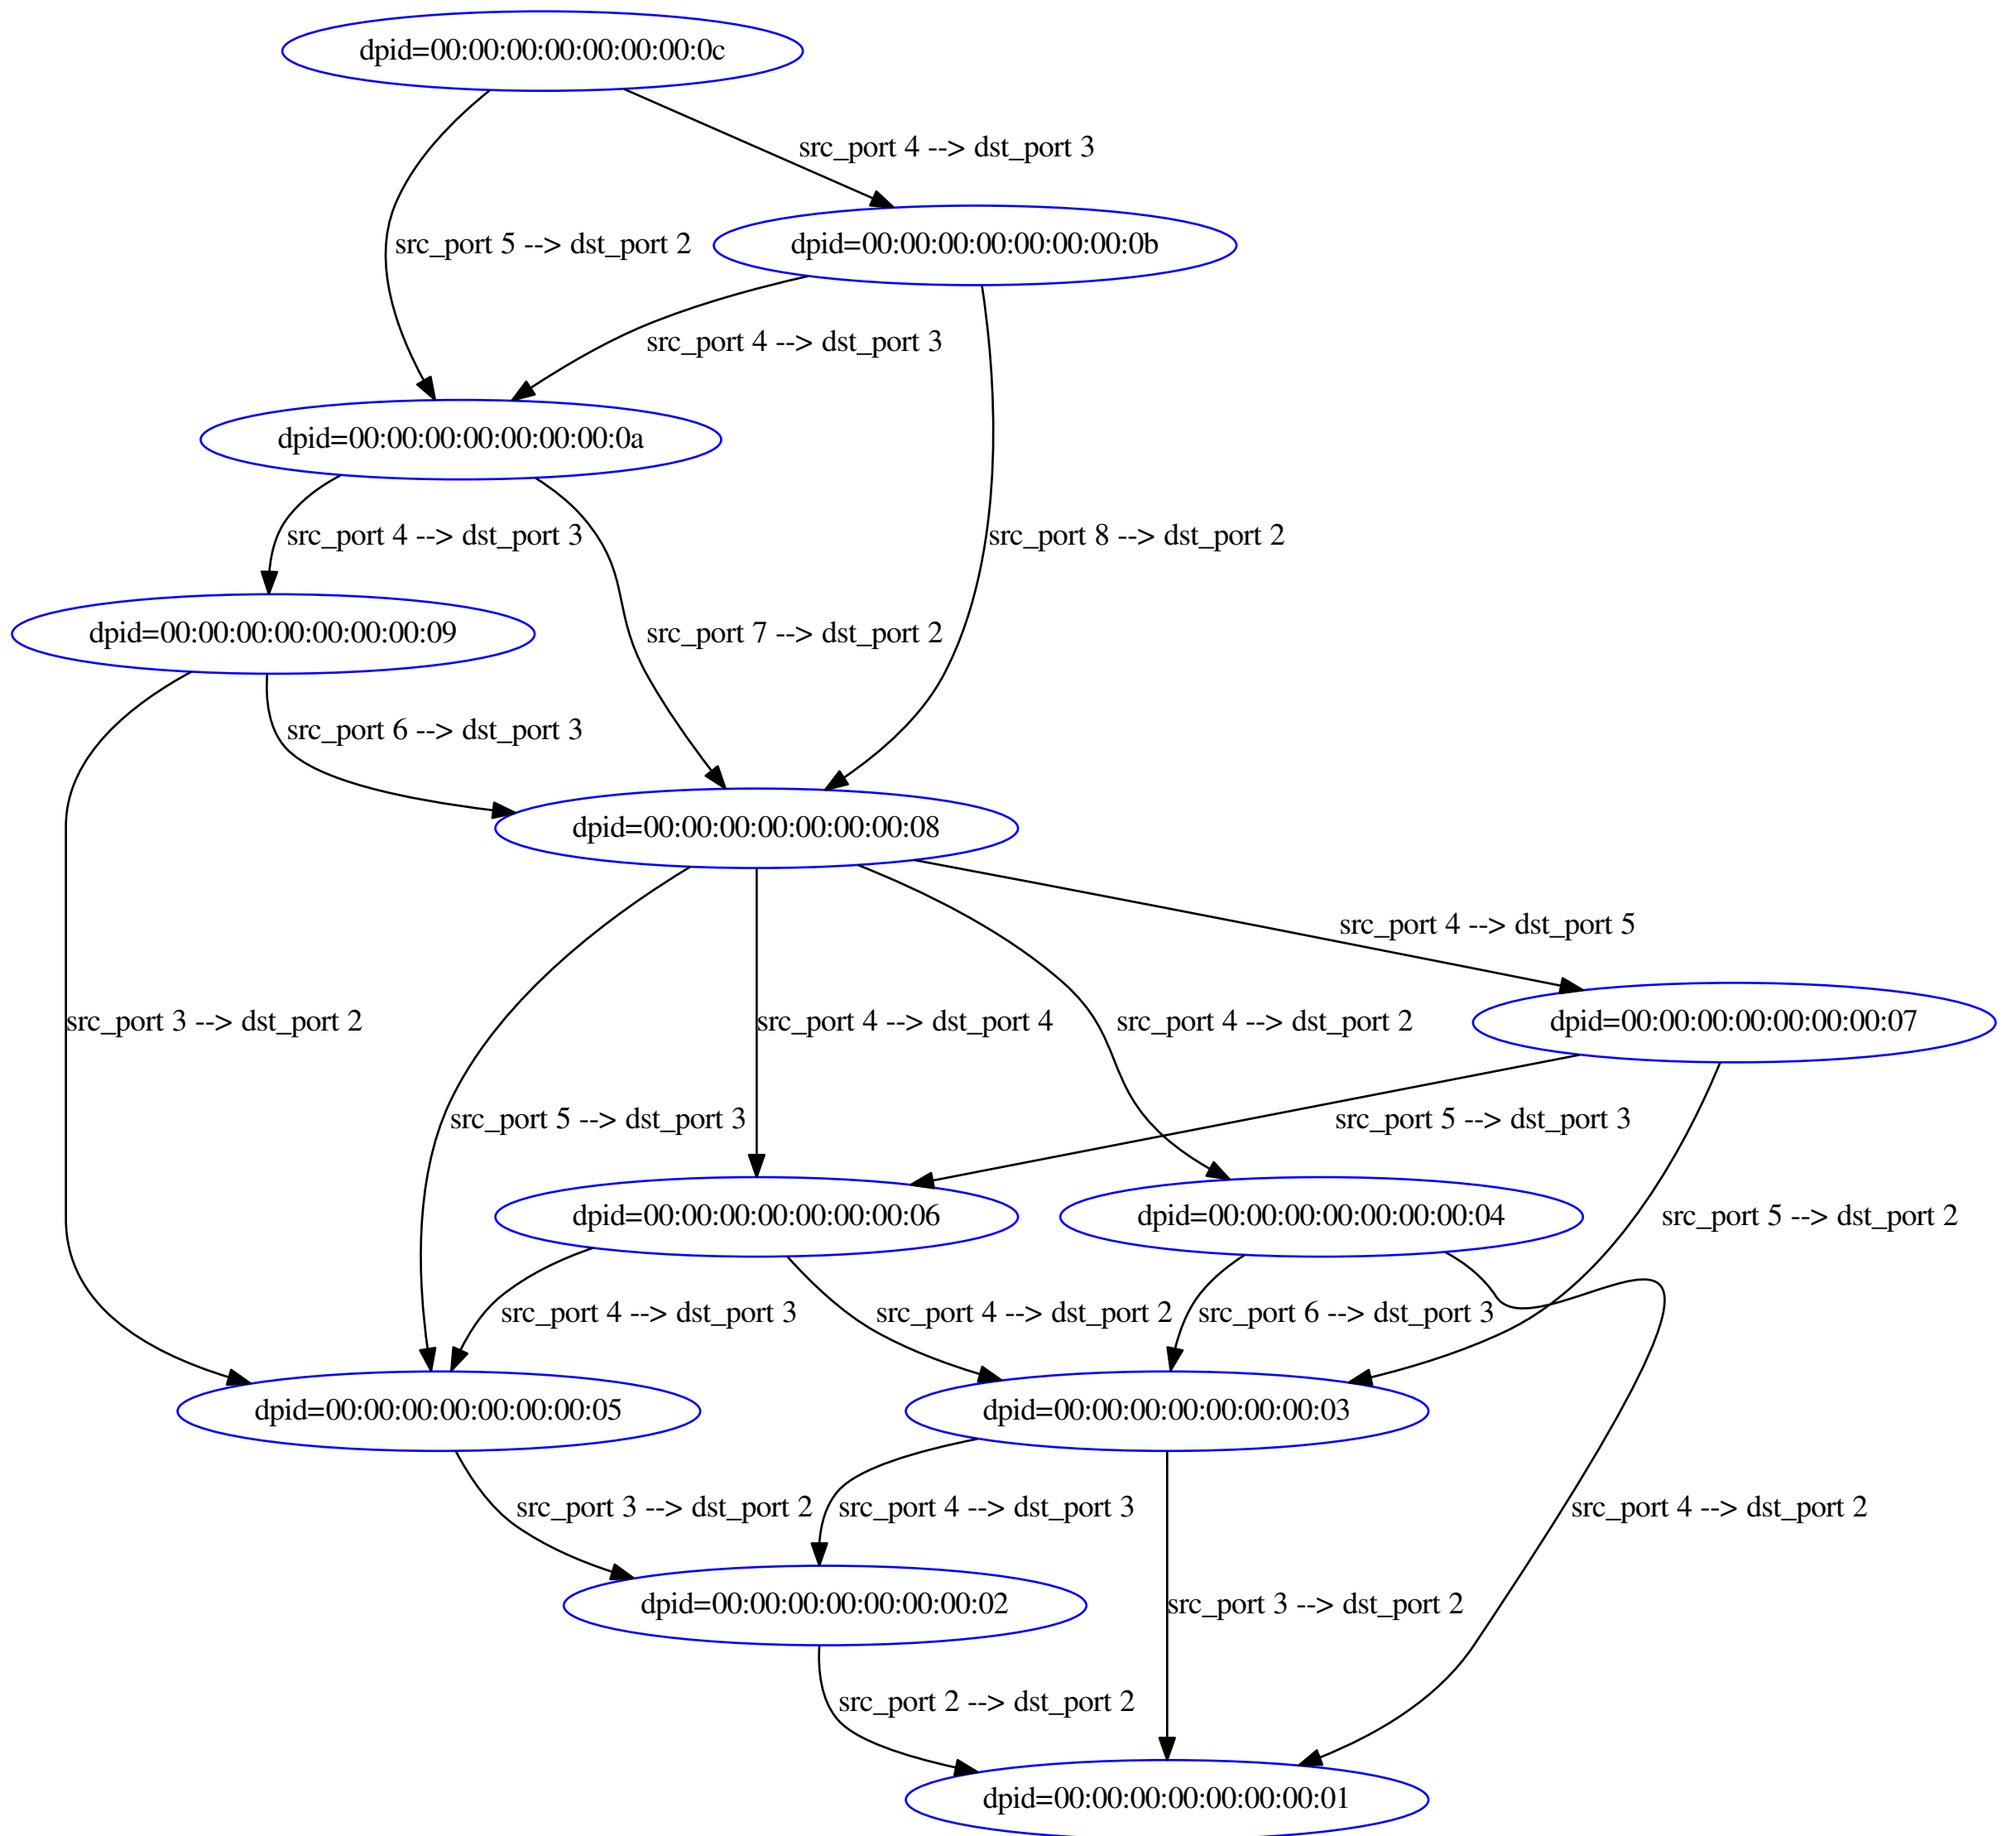 dpid=00:00:00:00:00:00:00:0c
src_port 4 --> dst_port 3
src_port 5 --> dst_port 2
dpid=00:00:00:00:00:00:00:0b
src_port 4 --> dst_port 3
dpid=00:00:00:00:00:00:00:0a
src_port 4 --> dst_port 3
src_port 8 --> dst_port 2
dpid=00:00:00:00:00:00:00:09
src_port 7 --> dst_port 2
src_port 6 --> dst_port 3
dpid=00:00:00:00:00:00:00:08
src_port 4 --> dst_port 5
src_port 3 --> dst_port 2
src_port 4 --> dst_port 4
src_port 4 --> dst_port 2
dpid=00:00:00:00:00:00:00:07
src_port 5 --> dst_port 3
src_port 5 --> dst_port 3
dpid=00:00:00:00:00:00:00:06
dpid=00:00:00:00:00:00:00:04
src_port 5 --> dst_port 2
src_port 4 --> dst_port 3
src_port 4 --> dst_port 2
src_port 6 --> dst_port 3
dpid=00:00:00:00:00:00:00:05
dpid=00:00:00:00:00:00:00:03
src_port 3 --> dst_port 2
src_port 4 --> dst_port 3
src_port 4 --> dst_port 2
dpid=00:00:00:00:00:00:00:02
src_port 3 --> dst_port 2
src_port 2 --> dst_port 2
dpid=00:00:00:00:00:00:00:01